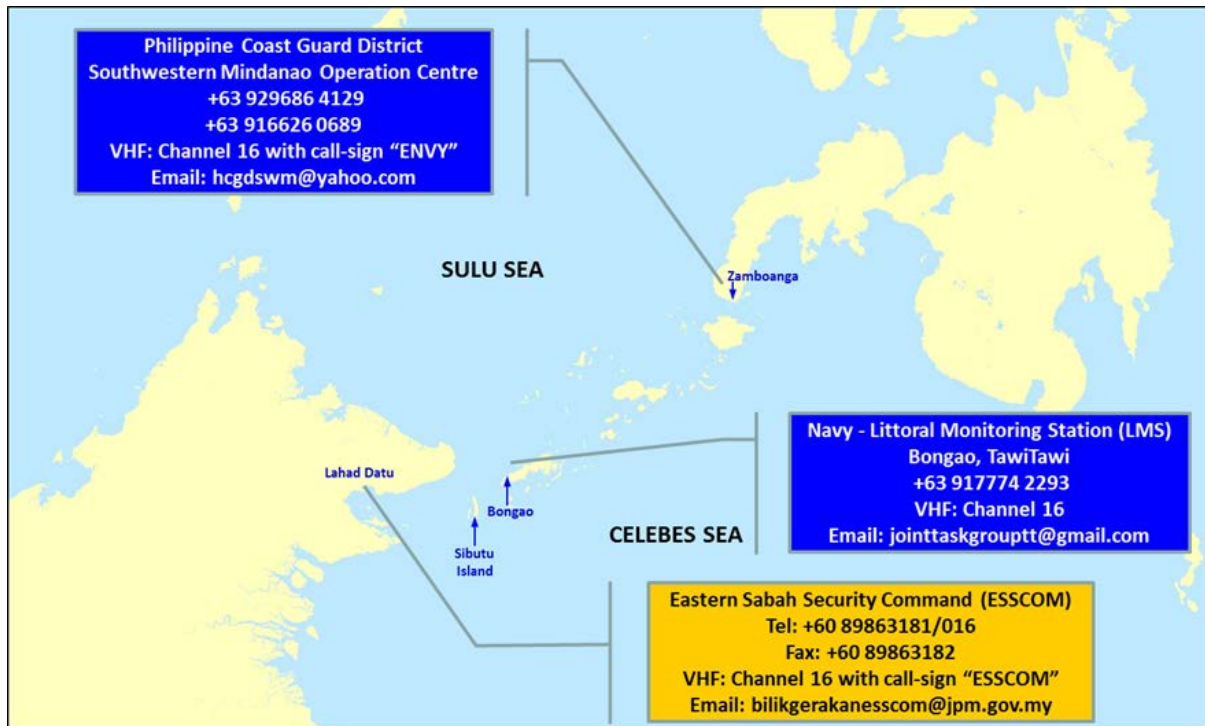 Philippine Coast Guard District
Southwestern Mindanao Operation Centre
+63 929686 4129
+63 916626 0689
VHF: Channel 16 with call-sign “ENVY”
Email: hcgdswm@yahoo.com
SULU SEA
Zamboanga
Navy - Littoral Monitoring Station (LMS)
Bongao, TawiTawi
+63 917774 2293
VHF: Channel 16
Email: jointtaskgrouptt@gmail.com
Lahad Datu
Bongao
CELEBES SEA
Sibutu
Island
Eastern Sabah Security Command (ESSCOM)
Tel: +60 89863181/016
Fax: +60 89863182
VHF: Channel 16 with call-sign “ESSCOM”
Email: bilikgerakanesscom@jpm.gov.my